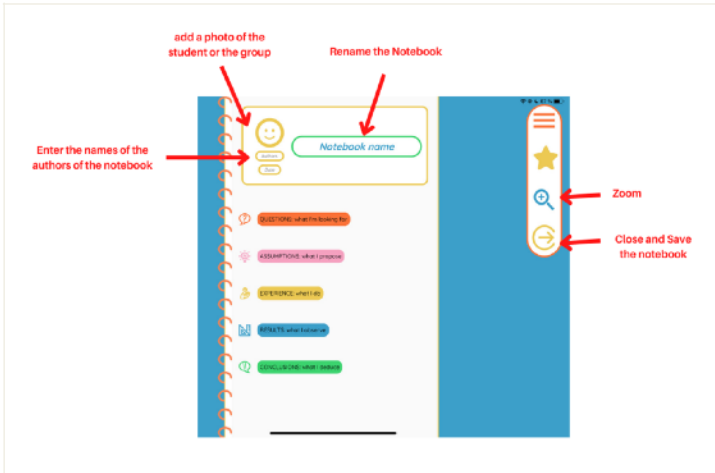 add a photo of the
student or the group
Rename the Notebook
Enter the names of the
authors of the notebook
Notebook name
Zoom
Close and Save
the notebook
QUESTIONS: what I'm looking for
ASSUMPTIONS: what I propose
EXPERIENCE: what I do
RESULTS: what I observe
CONCLUSIONS: what I deduce